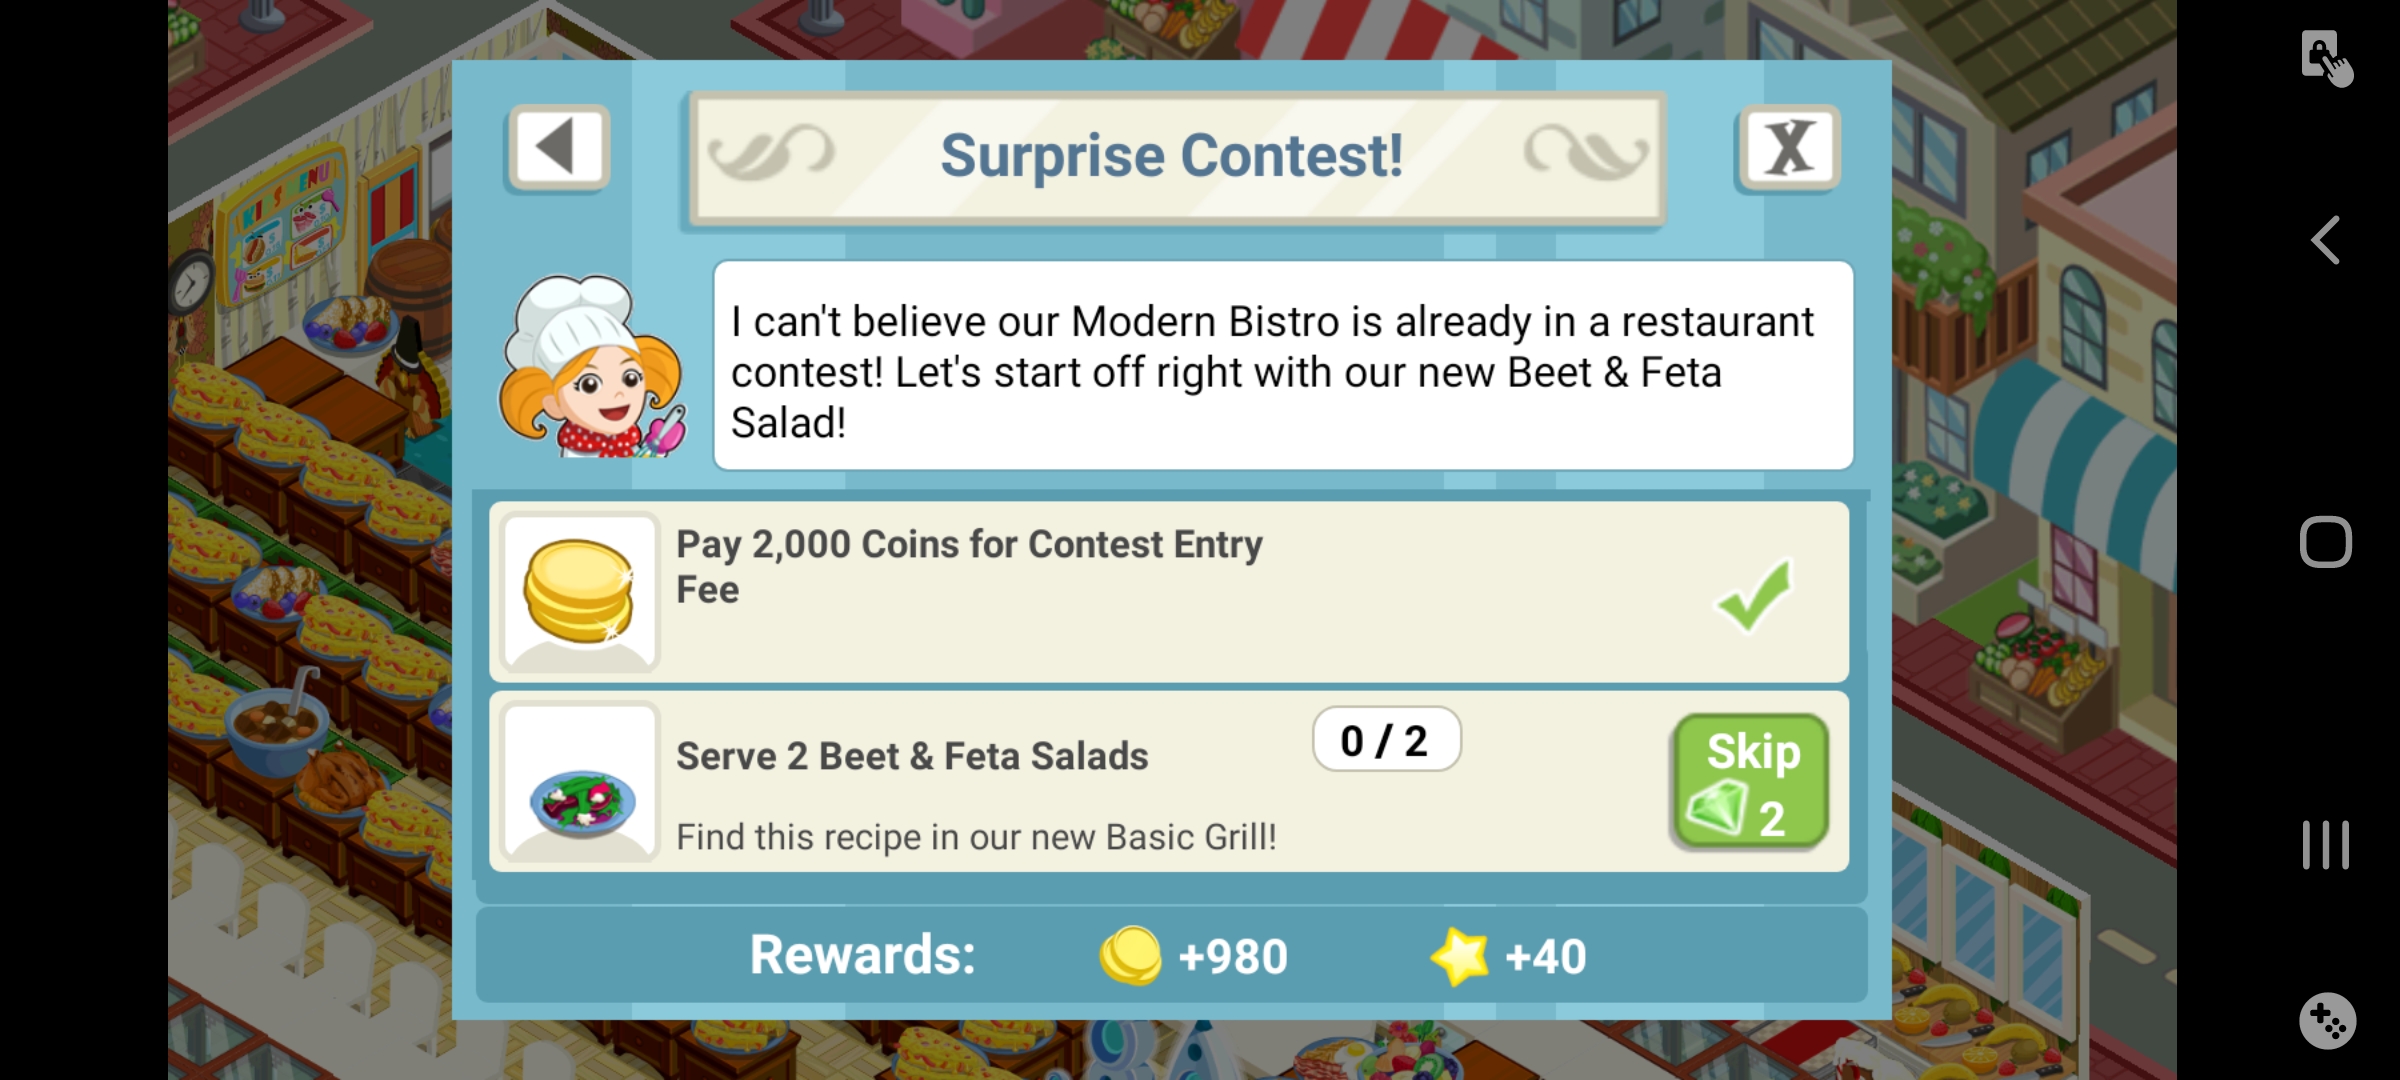 Surprise Contest!
X
I can't believe our Modern Bistro is already in a restaurant
contest! Let's start off right with our new Beet & Feta
Salad!
Pay 2,000 Coins for Contest Entry
Fee
Serve 2 Beet & Feta Salads
0 / 2
Skip
2
Find this recipe in our new Basic Grill!
Rewards: +980 +40